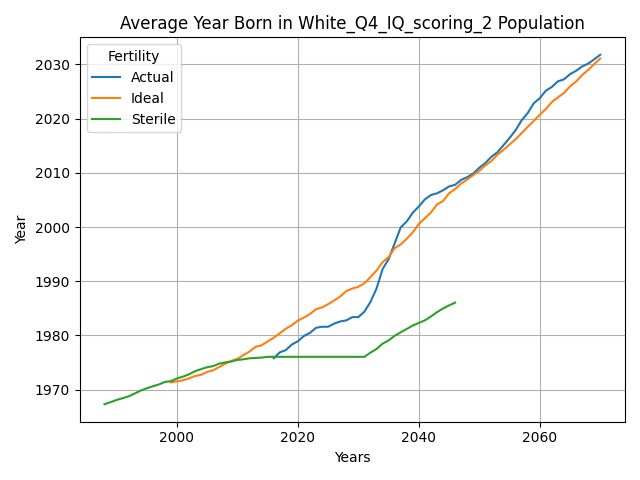 Average Year Born in White_Q4_IQ_scoring_2 Population
Fertility
Actual
Ideal
Sterile
Year
2030
2020
2010
2000
1990
1980
1970
2000 2020 2040 2060
Years